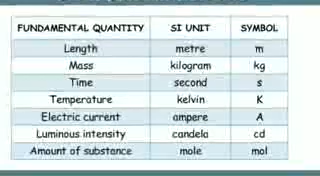 FUNDAMENTAL QUANTITY SI UNIT SYMBOL
Length metre m
Mass kilogram kg
Time second s
Temperature kelvin K
Electric current ampere A
Luminous intensity candela cd
Amount of substance mole mol